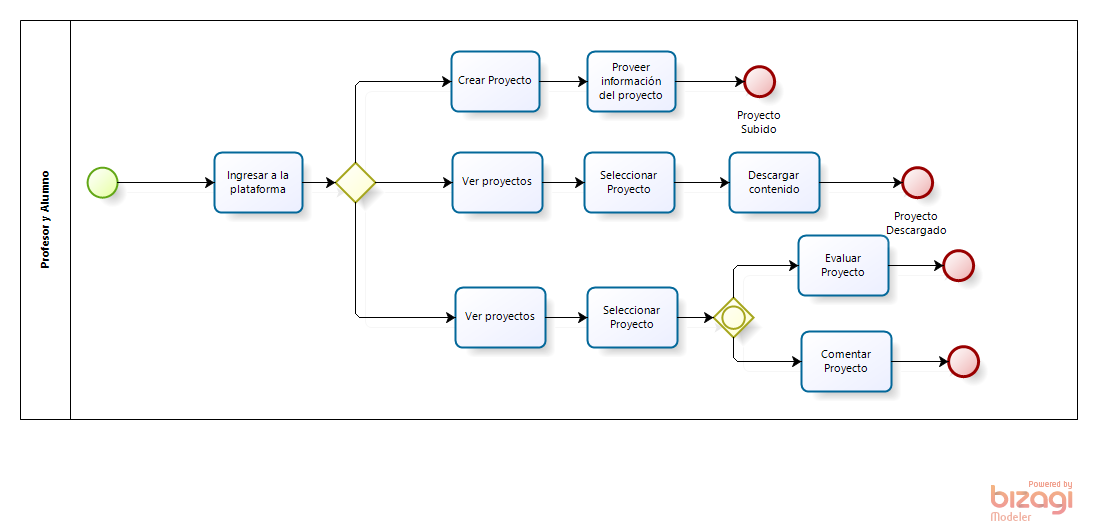 Profesor y Alumno
Ingresar a la
plataforma
Crear Proyecto
Proveer
información
del proyecto
Proyecto
Subido
Ver proyectos
Seleccionar
Proyecto
Descargar
contenido
Proyecto
Descargado
Ver proyectos
Seleccionar
Proyecto
Evaluar
Proyecto
Comentar
Proyecto
Powered by
bizagi
Modeler